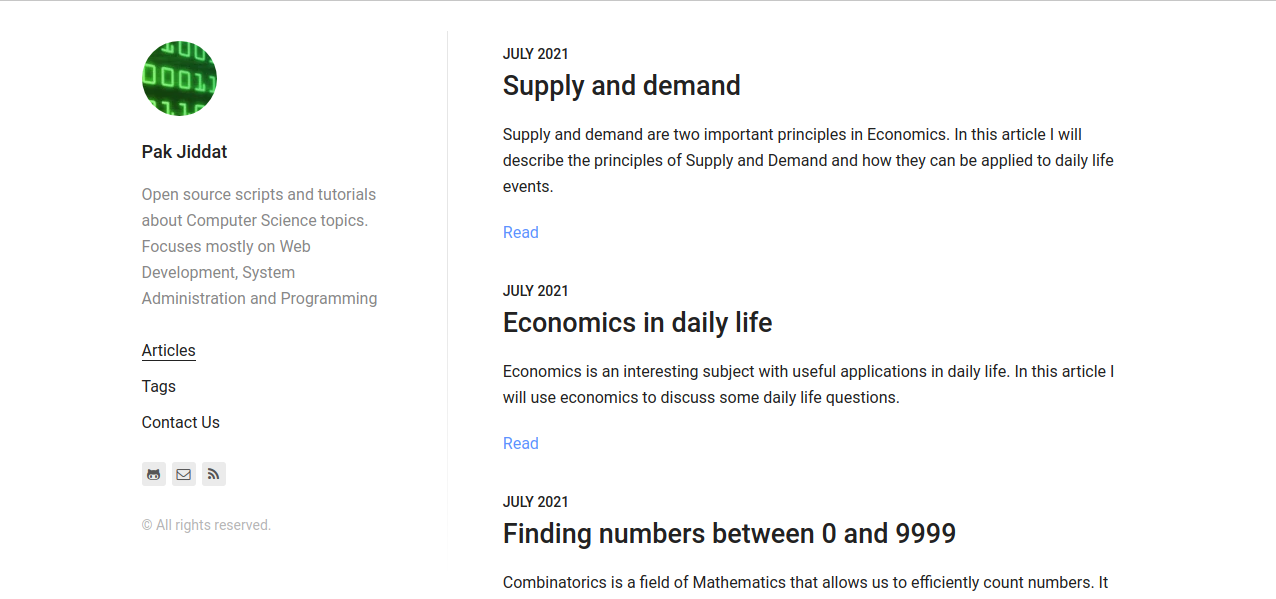 Pak Jiddat
Open source scripts and tutorials
about Computer Science topics.
Focuses mostly on Web
Development, System
Administration and Programming
Articles
Tags
Contact Us
© All rights reserved.
JULY 2021
Supply and demand
Supply and demand are two important principles in Economics. In this article I will
describe the principles of Supply and Demand and how they can be applied to daily life
events.
Read
JULY 2021
Economics in daily life
Economics is an interesting subject with useful applications in daily life. In this article I
will use economics to discuss some daily life questions.
Read
JULY 2021
Finding numbers between 0 and 9999
Combinatorics is a field of Mathematics that allows us to efficiently count numbers. It